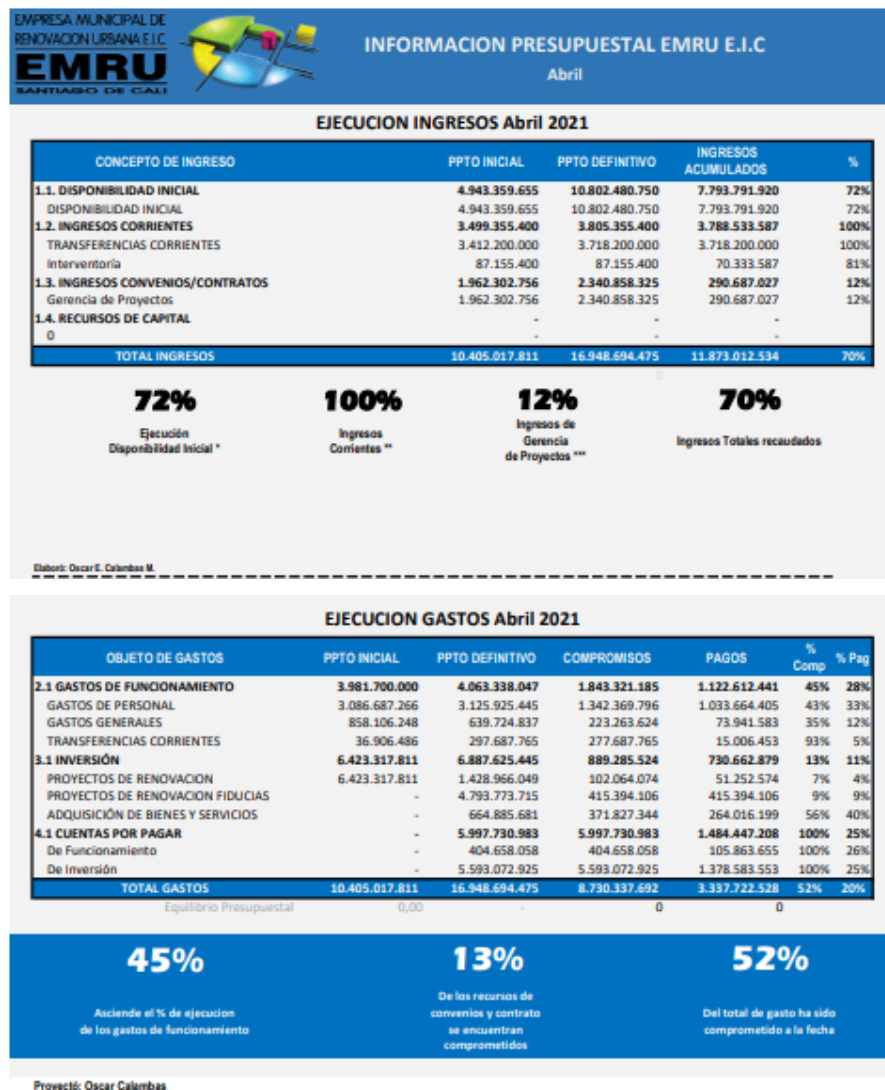 EMPRESA MUNICIPAL DE
RENOVACION URBANA E.I.C
EMRU
SANTIAGO DE CALI
INFORMACION PRESUPUESTAL EMRU E.I.C
Abril
EJECUCION INGRESOS Abril 2021
CONCEPTO DE INGRESO PPTO INICIAL PPTO DEFINITIVO INGRESOS ACUMULADOS %
1.1. DISPONIBILIDAD INICIAL 4.943.359.655 10.802.480.750 7.793.791.920 72%
DISPONIBILIDAD INICIAL 4.943.359.655 10.802.480.750 7.793.791.920 72%
1.2. INGRESOS CORRIENTES 3.499.355.400 3.805.355.400 3.788.533.587 100%
TRANSFERENCIAS CORRIENTES 3.412.200.000 3.718.200.000 3.718.200.000 100%
Interventoría 87.155.400 87.155.400 70.333.587 81%
1.3. INGRESOS CONVENIOS/CONTRATOS 1.962.302.756 2.340.858.325 290.687.027 12%
Gerencia de Proyectos 1.962.302.756 2.340.858.325 290.687.027 12%
1.4. RECURSOS DE CAPITAL - - -
0 - - -
TOTAL INGRESOS 10.405.017.811 16.948.694.475 11.873.012.534 70%
0
72% 100% 12% 70%
Ejecución
Disponibilidad Inicial *
Ingresos
Corrientes **
Ingresos de
Gerencia
de Proyectos ***
Ingresos Totales recaudados
Elaboró: Oscar E. Calambas M.
EJECUCION GASTOS Abril 2021
OBJETO DE GASTOS PPTO INICIAL PPTO DEFINITIVO COMPROMISOS PAGOS % Comp % Pag
2.1 GASTOS DE FUNCIONAMIENTO 3.981.700.000 4.063.338.047 1.843.321.185 1.122.612.441 45% 28%
GASTOS DE PERSONAL 3.086.687.266 3.125.925.445 1.342.369.796 1.033.664.405 43% 33%
GASTOS GENERALES 858.106.248 639.724.837 223.263.624 73.941.583 35% 12%
TRANSFERENCIAS CORRIENTES 36.906.486 297.687.765 277.687.765 15.006.453 93% 5%
3.1 INVERSIÓN 6.423.317.811 6.887.625.445 889.285.524 730.662.879 13% 11%
PROYECTOS DE RENOVACION 6.423.317.811 1.428.966.049 102.064.074 51.252.574 7% 4%
PROYECTOS DE RENOVACION FIDUCIAS - 4.793.773.715 415.394.106 415.394.106 9% 9%
ADQUISICIÓN DE BIENES Y SERVICIOS - 664.885.681 371.827.344 264.016.199 56% 40%
4.1 CUENTAS POR PAGAR - 5.997.730.983 5.997.730.983 1.484.447.208 100% 25%
De Funcionamiento - 404.658.058 404.658.058 105.863.655 100% 26%
De Inversión - 5.593.072.925 5.593.072.925 1.378.583.553 100% 25%
TOTAL GASTOS 10.405.017.811 16.948.694.475 8.730.337.692 3.337.722.528 52% 20%
Equilibrio Presupuestal 0,00 - 0 0
45% 13% 52%
Asciende el % de ejecucion
de los gastos de funcionamiento
De los recursos de
convenios y contrato
se encuentran
comprometidos
Del total de gasto ha sido
comprometido a la fecha
Proyectó: Oscar Calambas